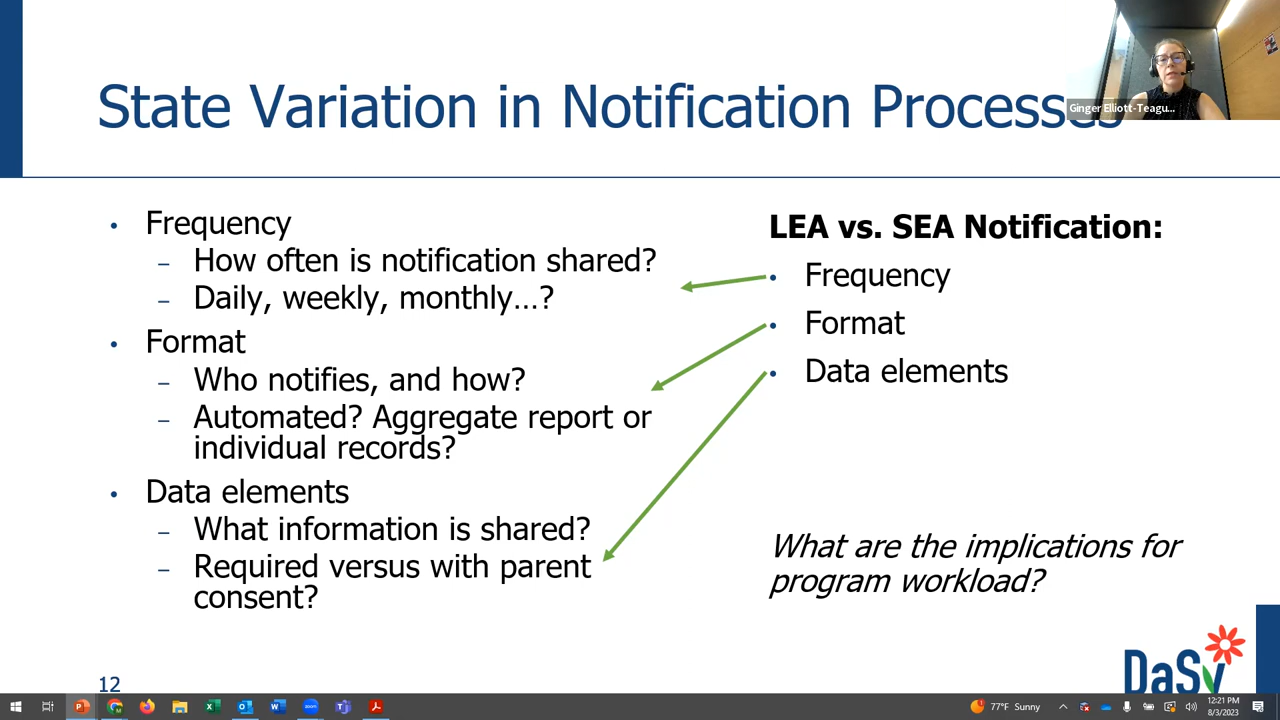 Ginger Elliott-Teagu...
State Variation in Notification Processes
• Frequency
– How often is notification shared?
– Daily, weekly, monthly...?
• Format
– Who notifies, and how?
– Automated? Aggregate report or
individual records?
• Data elements
– What information is shared?
– Required versus with parent
consent?
LEA vs. SEA Notification:
• Frequency
• Format
• Data elements
What are the implications for
program workload?
12
DaSy
77°F Sunny
12:21 PM
8/3/2023